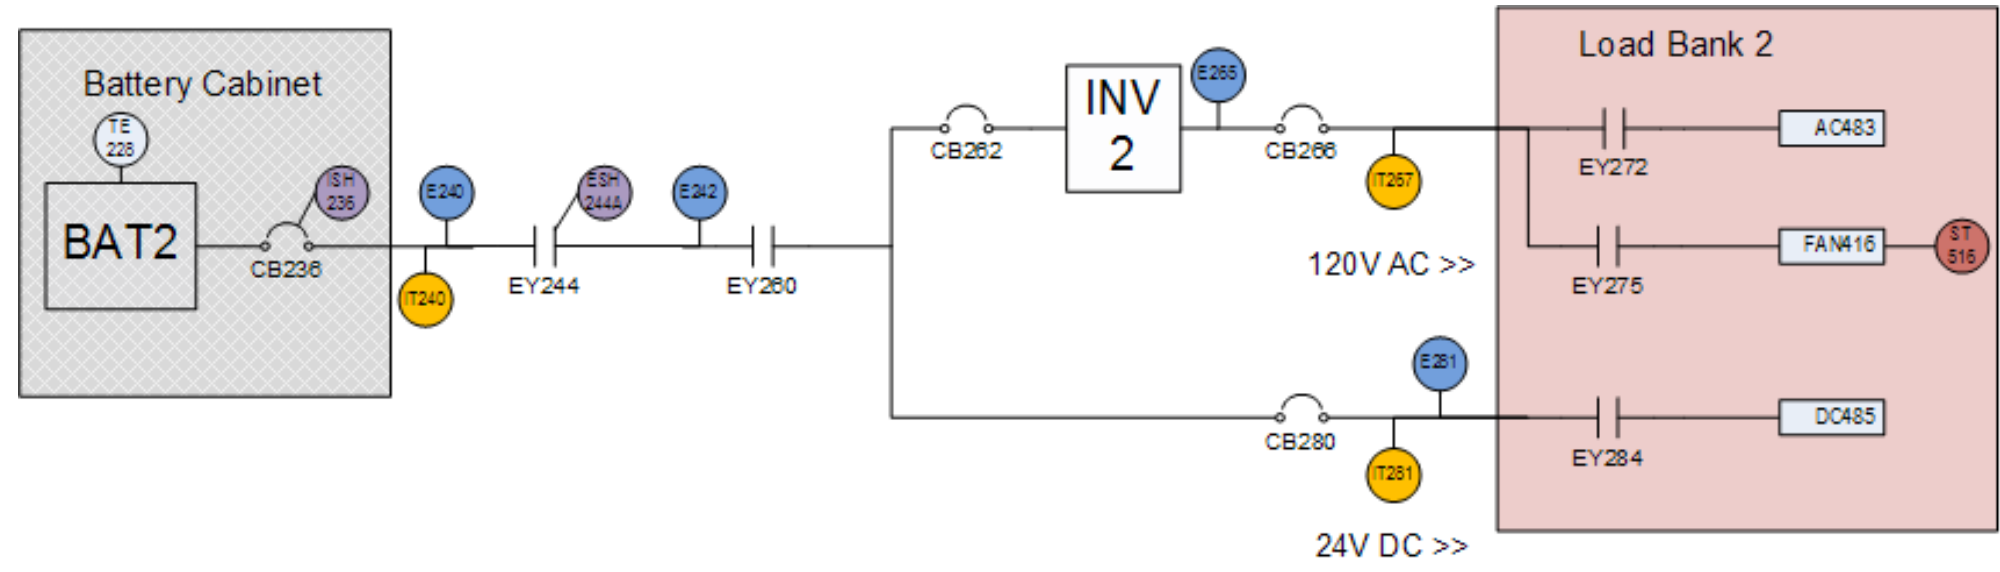 Battery Cabinet
TE
228
BAT2
CB236
ISH
236
E240
IT240
EY244
ESH
244A
E242
EY260
CB262
INV
2
E265
CB266
IT267
120V AC >>
CB280
E281
IT281
24V DC >>
Load Bank 2
EY272
AC483
EY275
FAN416
ST
516
EY284
DC485